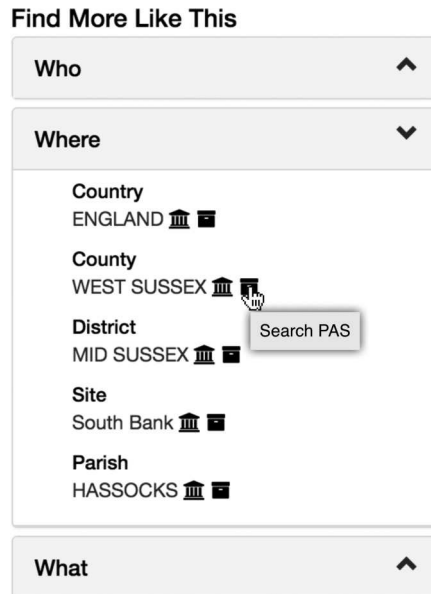 Find More Like This
Who
Where
Country
ENGLAND
County
WEST SUSSEX
Search PAS
District
MID SUSSEX
Site
South Bank
Parish
HASSOCKS
What